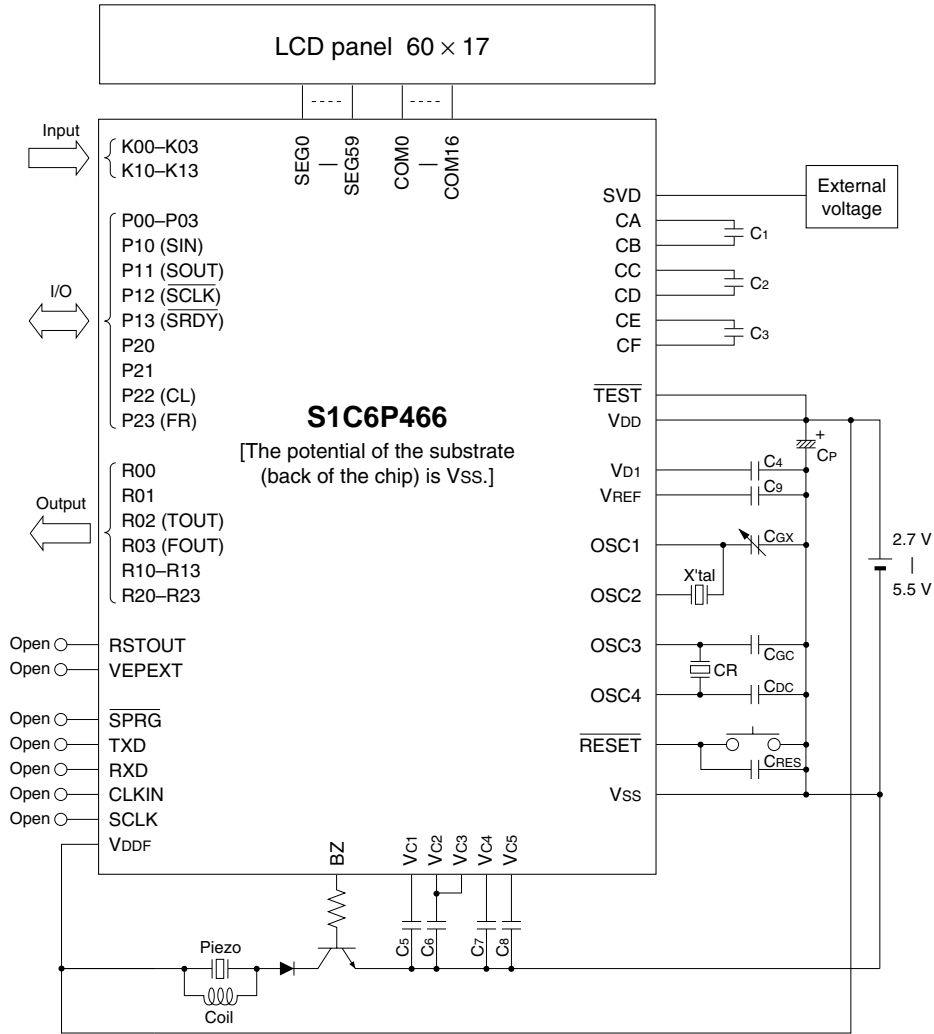 LCD panel 60 × 17
Input
K00–K03
K10–K13
SEG0
—
SEG59
COM0
—
COM16
SVD
External
voltage
CA
CB
C1
CC
CD
C2
CE
CF
C3
I/O
P00–P03
P10 (SIN)
P11 (SOUT)
P12 (SCLK)
P13 (SRDY)
P20
P21
P22 (CL)
P23 (FR)
TEST
VDD
+
CP
S1C6P466
[The potential of the substrate
(back of the chip) is VSS.]
VD1
C4
VREF
C9
Output
R00
R01
R02 (TOUT)
R03 (FOUT)
R10–R13
R20–R23
OSC1
CGX
X'tal
OSC2
2.7 V
|
5.5 V
OSC3
CGC
CR
OSC4
CDC
RESET
CRES
VSS
Open RSTOUT
Open VEPEXT
Open SPRG
Open TXD
Open RXD
Open CLKIN
Open SCLK
VDDF
BZ
VC1
VC2
VC3
VC4
VC5
C5
C6
C7
C8
Piezo
Coil